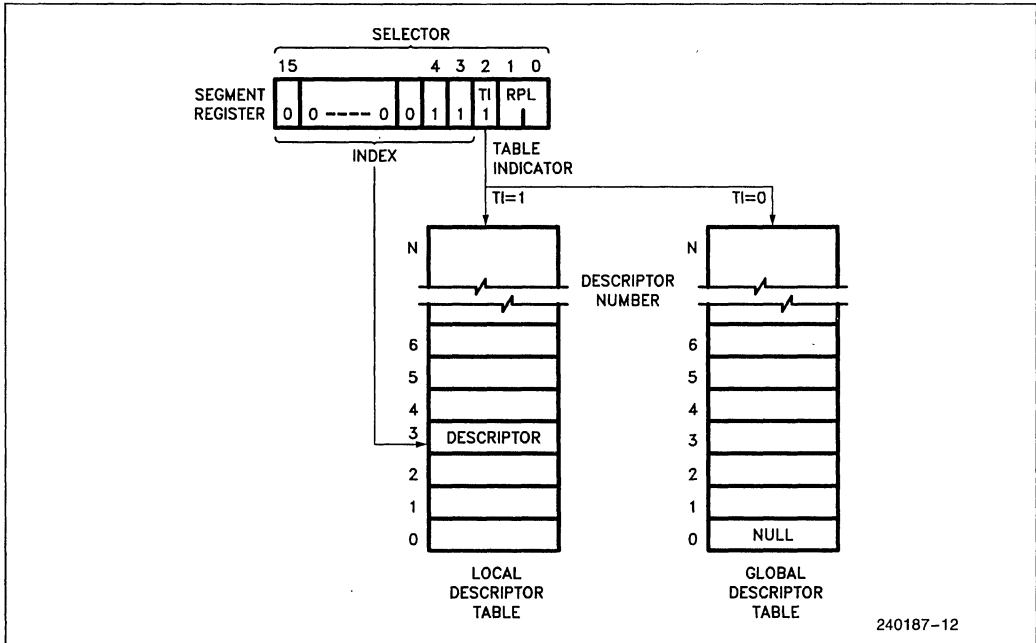 SELECTOR
15 4 3 2 1 0
SEGMENT
REGISTER
TI RPL
0 0 ---- 0 0 1 1 1
INDEX
TABLE
INDICATOR
TI=1 TI=0
N N
DESCRIPTOR
NUMBER
6 6
5 5
4 4
3 DESCRIPTOR 3
2 2
1 1
0 0 NULL
LOCAL
DESCRIPTOR
TABLE
GLOBAL
DESCRIPTOR
TABLE
240187-12